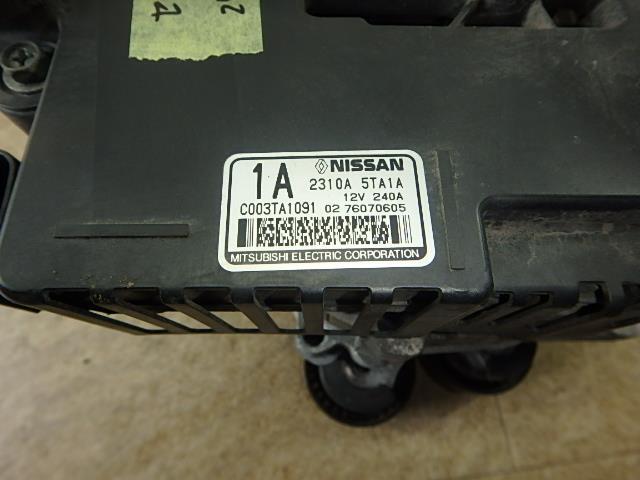 1A NISSAN
2310A 5TA1A
12V 240A
C003TA1091 02 76070605
MITSUBISHI ELECTRIC CORPORATION